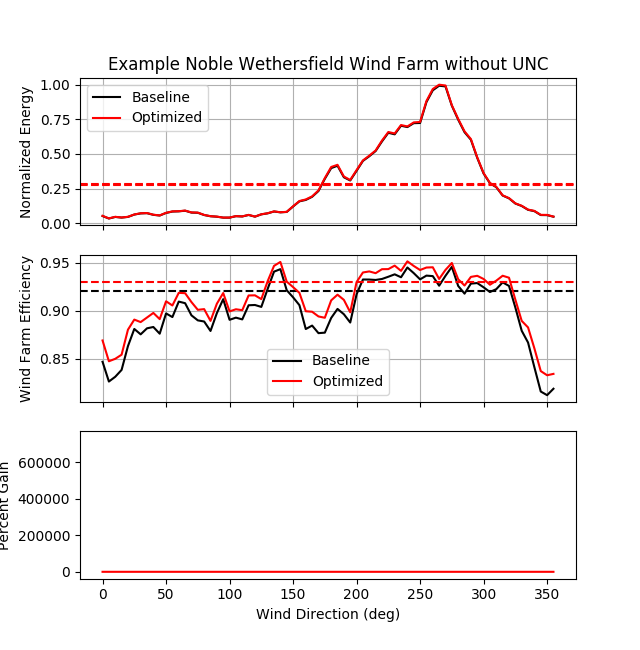 Example Noble Wethersfield Wind Farm without UNC
Normalized Energy
1.00
0.75
0.50
0.25
0.00
Baseline
Optimized
Wind Farm Efficiency
0.95
0.90
0.85
Baseline
Optimized
Percent Gain
600000
400000
200000
0
0 50 100 150 200 250 300 350
Wind Direction (deg)